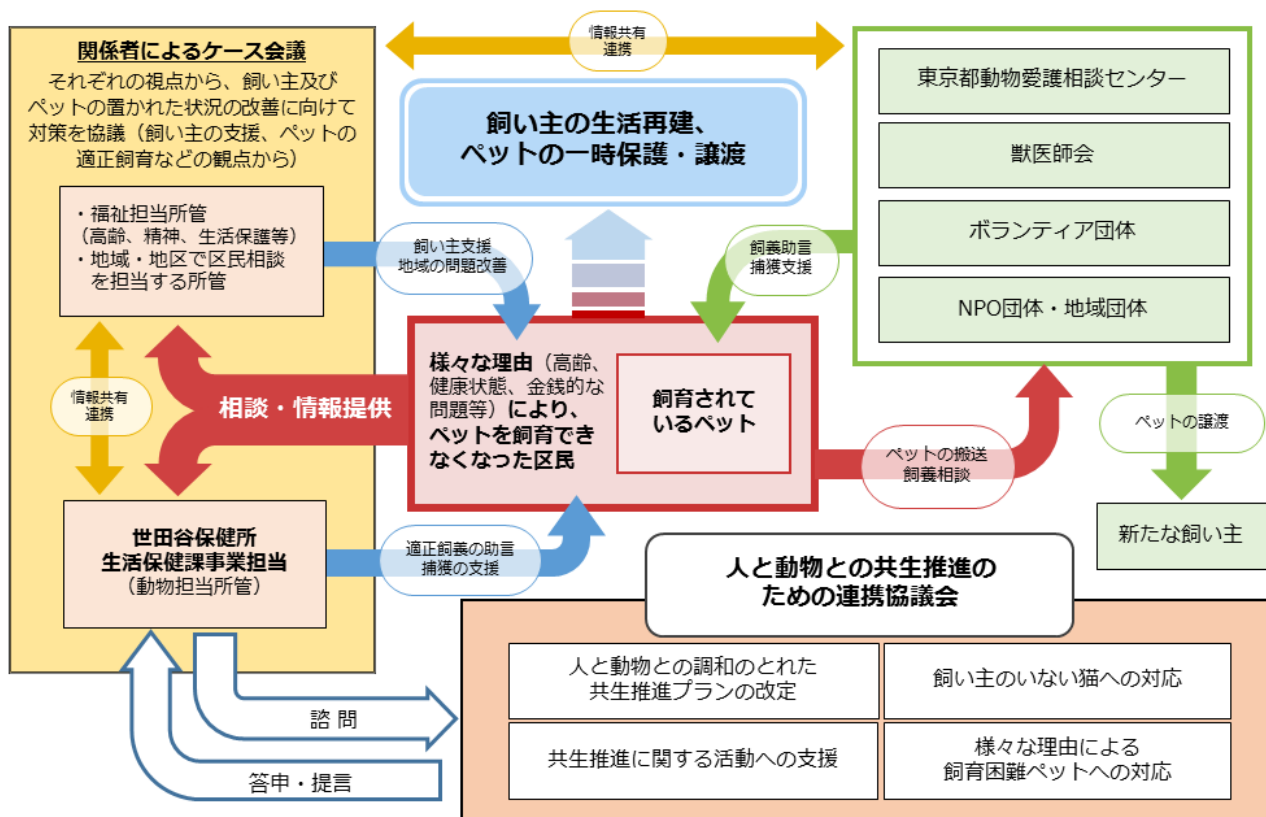 関係者によるケース会議
それぞれの視点から、飼い主及び
ペットの置かれた状況の改善に向けて
対策を協議（飼い主の支援、ペットの
適正飼育などの観点から）
・福祉担当所管
（高齢、精神、生活保護等）
・地域・地区で区民相談
を担当する所管
情報共有
連携
世田谷保健所
生活保健課事業担当
（動物担当所管）
情報共有
連携
飼い主の生活再建、
ペットの一時保護・譲渡
飼い主支援
地域の問題改善
飼養助言
捕獲支援
相談・情報提供
様々な理由（高齢、
健康状態、金銭的な
問題等）により、
ペットを飼育でき
なくなった区民
飼育されて
いるペット
適正飼養の助言
捕獲の支援
ペットの搬送
飼養相談
東京都動物愛護相談センター
獣医師会
ボランティア団体
NPO団体・地域団体
ペットの譲渡
新たな飼い主
人と動物との共生推進の
ための連携協議会
人と動物との調和のとれた
共生推進プランの改定
飼い主のいない猫への対応
共生推進に関する活動への支援
様々な理由による
飼育困難ペットへの対応
諮 問
答申・提言